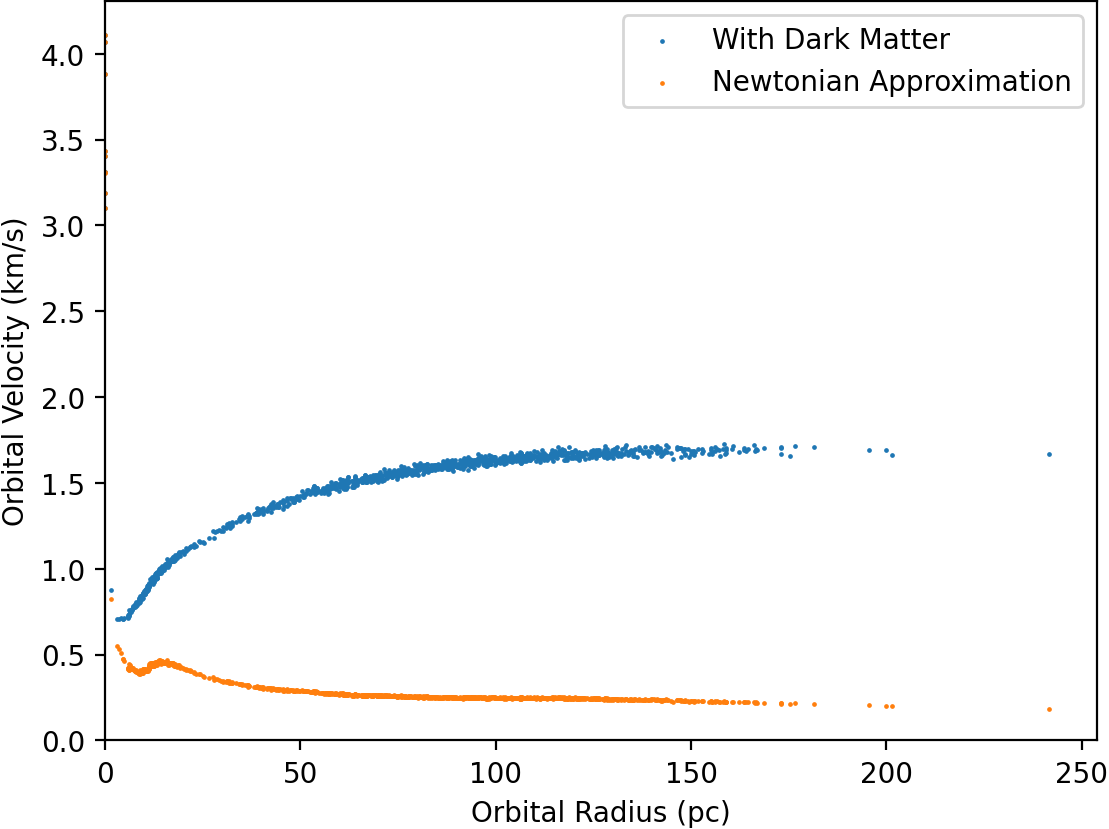 With Dark Matter
Newtonian Approximation
Orbital Velocity (km/s)
4.0
3.5
3.0
2.5
2.0
1.5
1.0
0.5
0.0
0 50 100 150 200 250
Orbital Radius (pc)